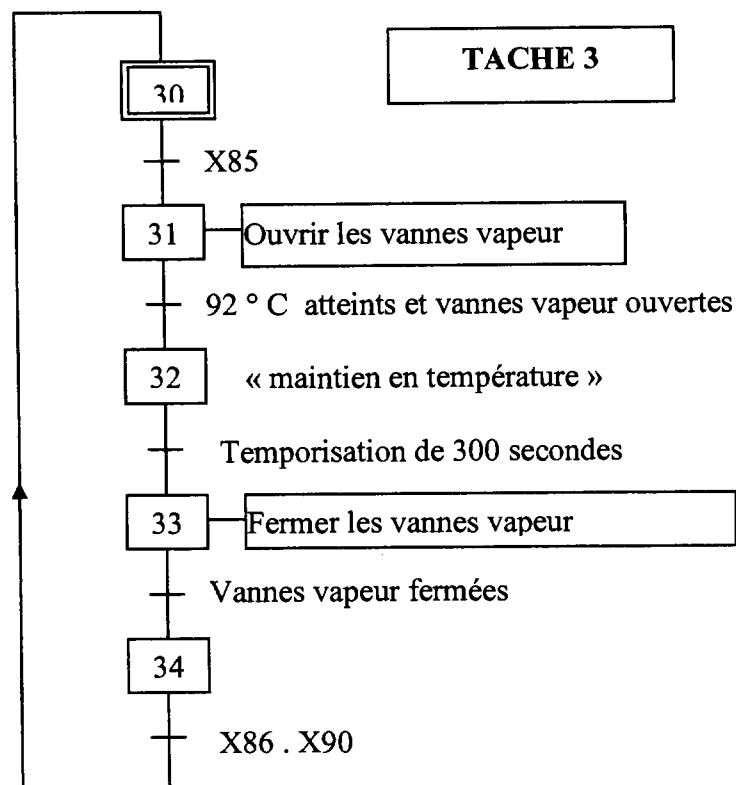 TACHE 3
30
X85
31
Ouvrir les vannes vapeur
92 ° C atteints et vannes vapeur ouvertes
32
« maintien en température »
Temporisation de 300 secondes
33
Fermer les vannes vapeur
Vannes vapeur fermées
34
X86 . X90